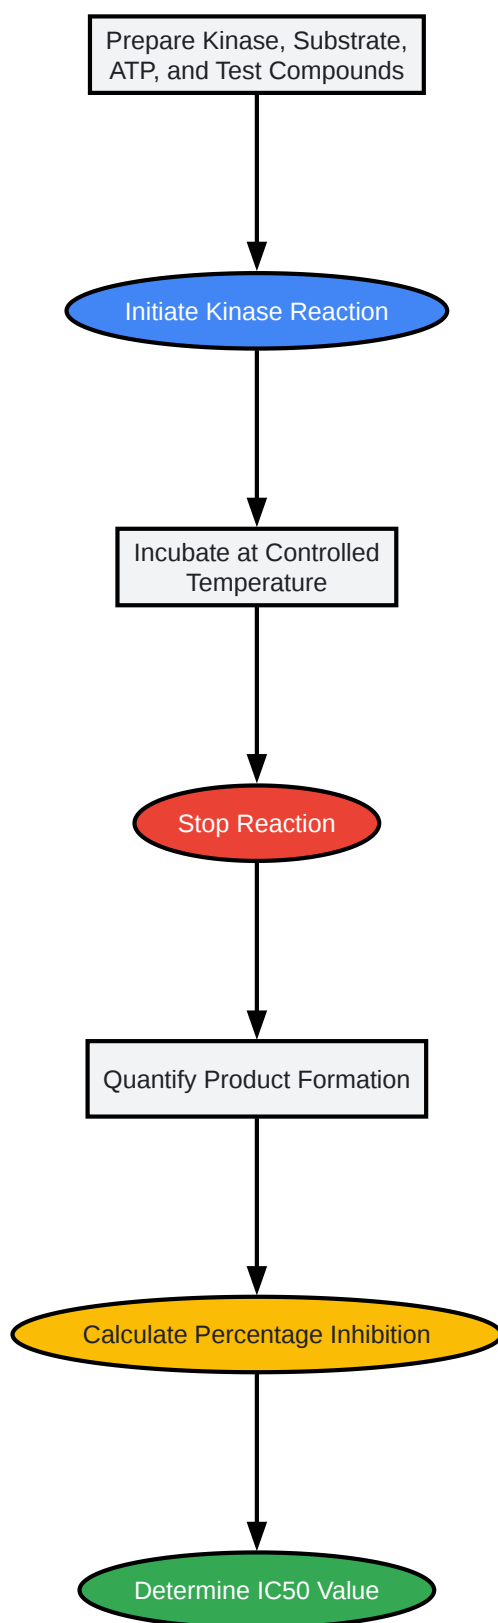 Prepare Kinase, Substrate,
ATP, and Test Compounds
Initiate Kinase Reaction
Incubate at Controlled
Temperature
Stop Reaction
Quantify Product Formation
Calculate Percentage Inhibition
Determine IC50 Value